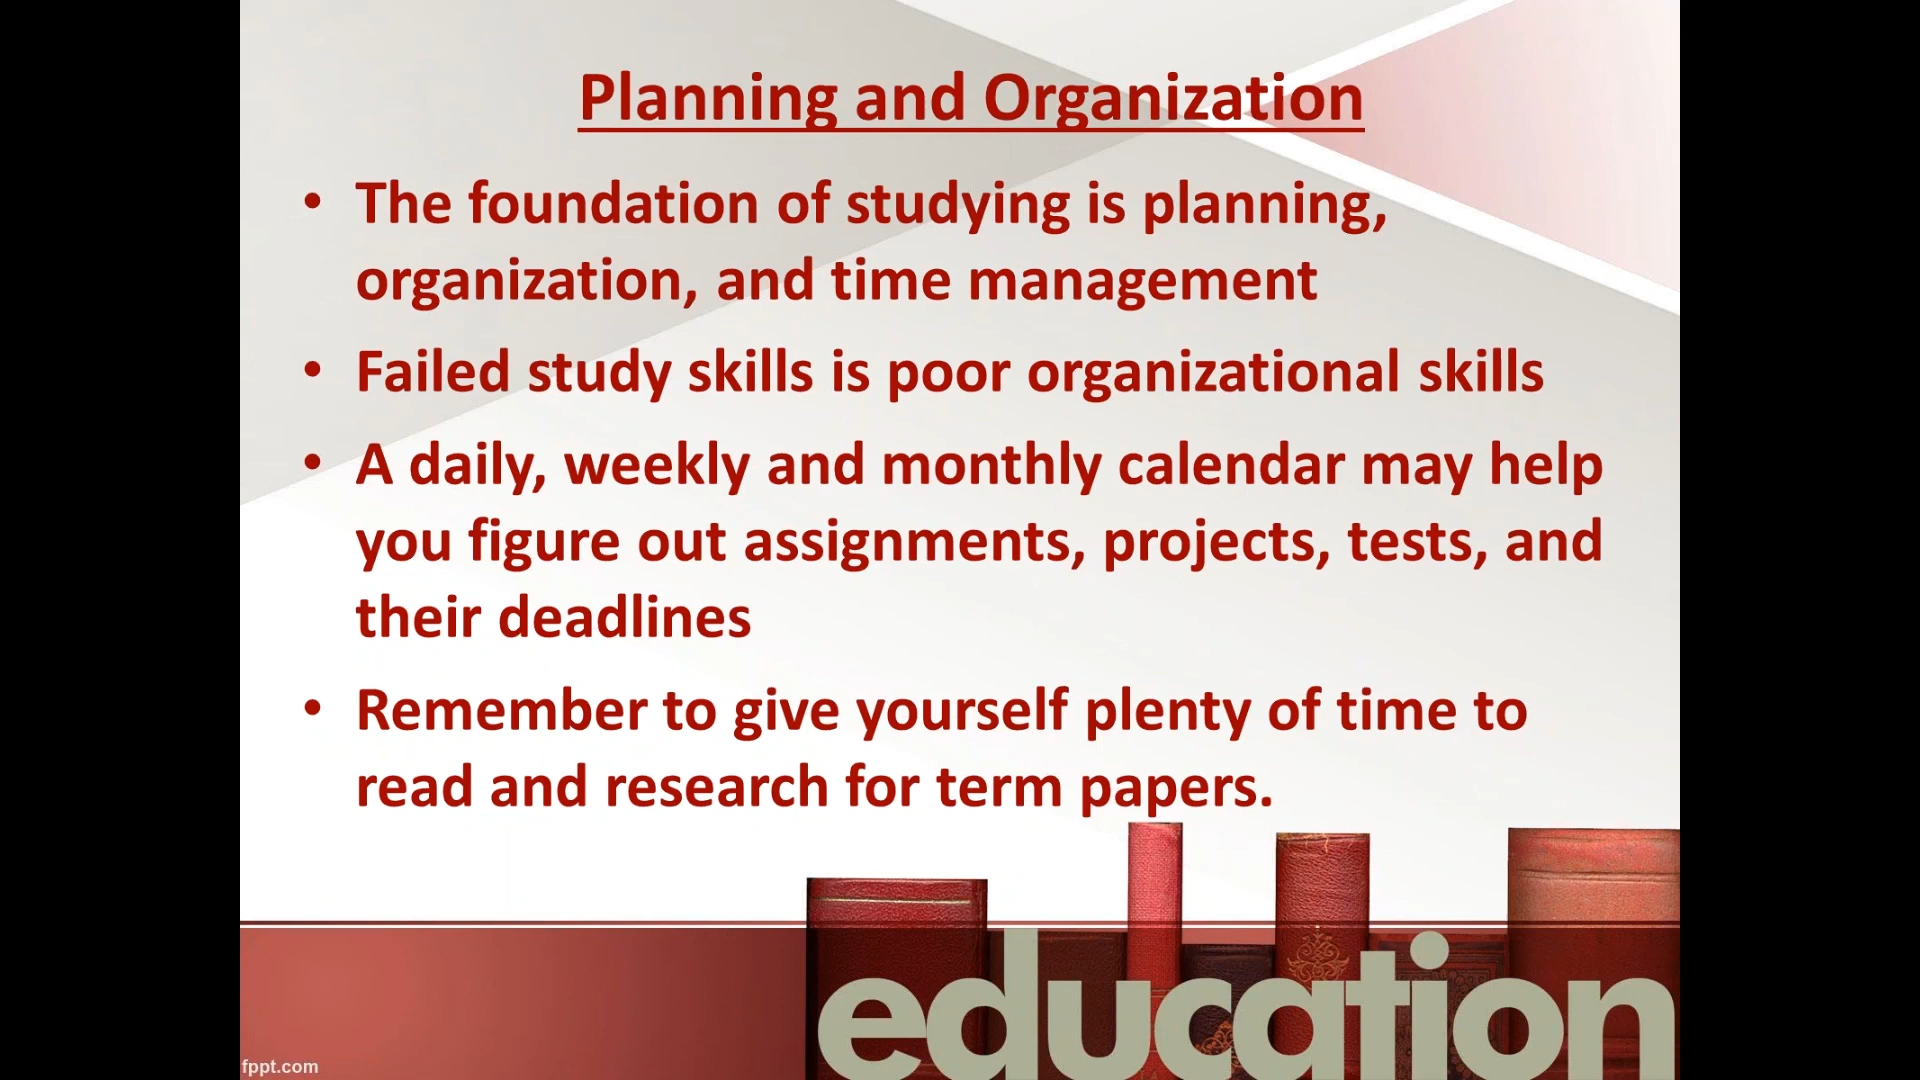 Planning and Organization
• The foundation of studying is planning,
organization, and time management
• Failed study skills is poor organizational skills
• A daily, weekly and monthly calendar may help
you figure out assignments, projects, tests, and
their deadlines
• Remember to give yourself plenty of time to
read and research for term papers.
education
fppt.com